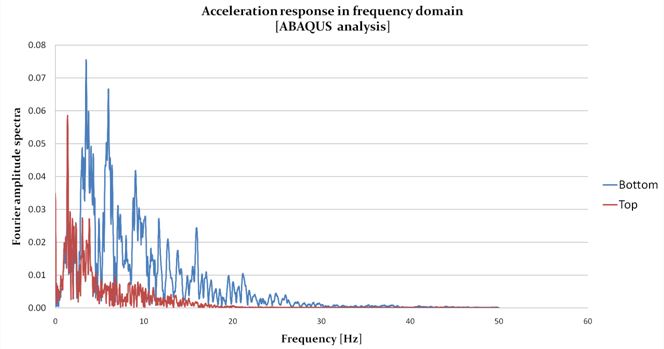 Acceleration response in frequency domain
[ABAQUS analysis]
Fourier amplitude spectra
0.08
0.07
0.06
0.05
0.04
0.03
0.02
0.01
0.00
0 10 20 30 40 50 60
Frequency [Hz]
Bottom
Top